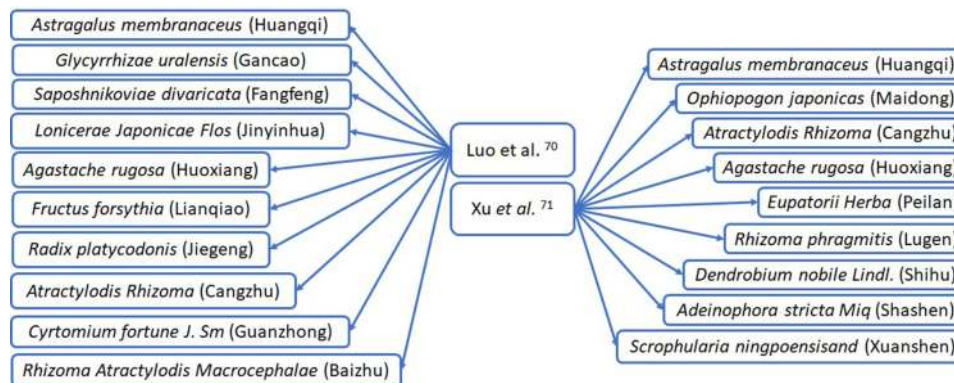 Astragalus membranaceus (Huangqi)
Glycyrrhizae uralensis (Gancao)
Saposhnikoviae divaricata (Fangfeng)
Lonicerae Japonicae Flos (Jinyinhua)
Agastache rugosa (Huoxiang)
Fructus forsythia (Lianqiao)
Radix platycodonis (Jiegeng)
Atractylodis Rhizoma (Cangzhu)
Cyrtomium fortune J. Sm (Guanzhong)
Rhizoma Atractylodis Macrocephalae (Baizhu)
Luo et al. 70
Xu et al. 71
Astragalus membranaceus (Huangqi)
Ophiopogon japonicas (Maidong)
Atractylodis Rhizoma (Cangzhu)
Agastache rugosa (Huoxiang)
Eupatorii Herba (Peilan)
Rhizoma phragmitis (Lugen)
Dendrobium nobile Lindl. (Shihu)
Adeinophora stricta Miq (Shashen)
Scrophularia ningpoensisand (Xuanshen)